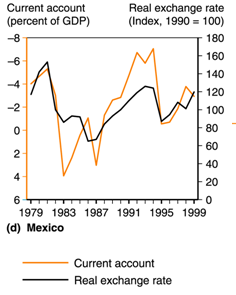 Current account Real exchange rate
(percent of GDP) (Index, 1990 = 100)
−8 180
−6 160
−4 140
−2 120
0 100
2 80
4 60
6 40
20
0
1979 1983 1987 1991 1995 1999
(d) Mexico
Current account
Real exchange rate